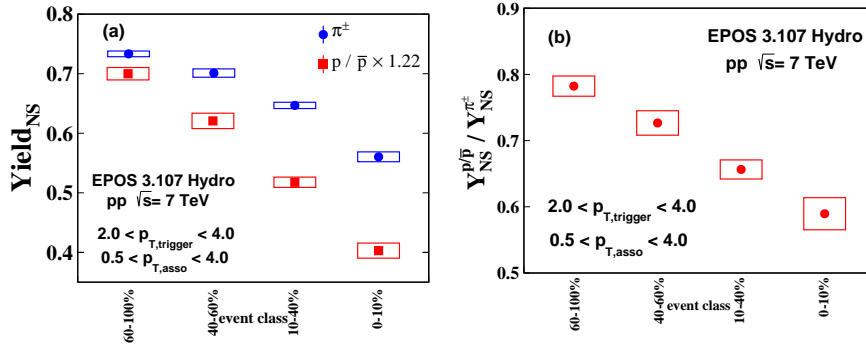 (a)
π±
p / p̅ × 1.22
0.8
0.7
0.6
0.5
0.4
Yield_NS
EPOS 3.107 Hydro
pp √s= 7 TeV
2.0 < p_T,trigger < 4.0
0.5 < p_T,asso < 4.0
60-100%
40-60%
10-40%
0-10%
event class
(b)
EPOS 3.107 Hydro
pp √s= 7 TeV
0.9
0.8
0.7
0.6
0.5
Y_NS^p/p̅ / Y_NS^π±
2.0 < p_T,trigger < 4.0
0.5 < p_T,asso < 4.0
60-100%
40-60%
10-40%
0-10%
event class